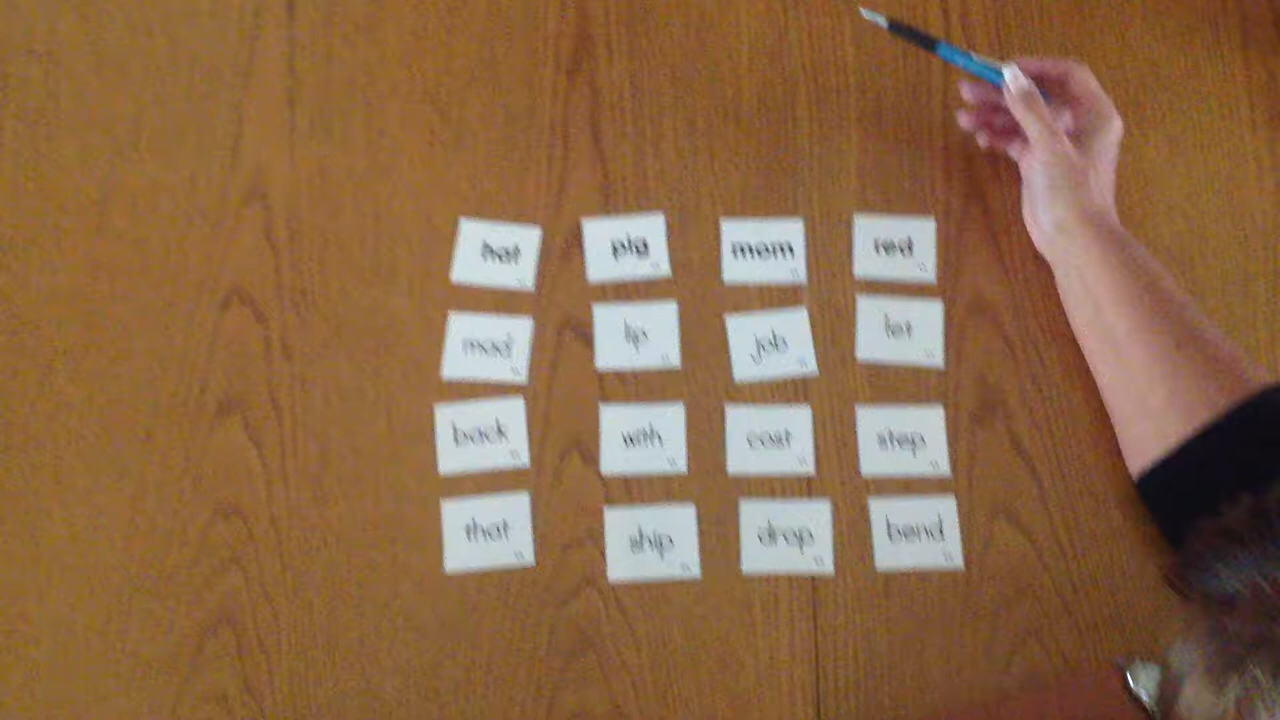 hat pig mom red
mad lip job let
back with cost step
that ship drop bend